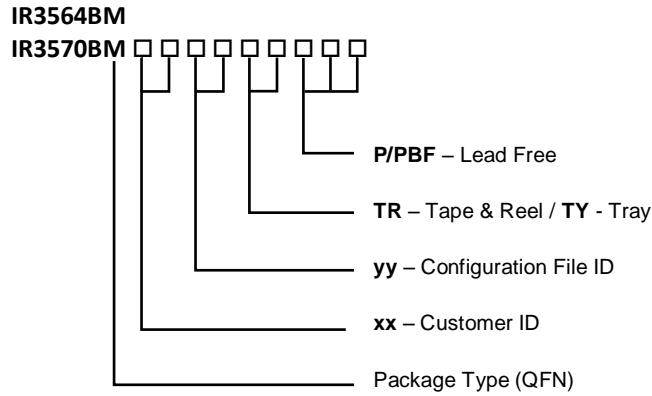 IR3564BM
IR3570BM
P/PBF – Lead Free
TR – Tape & Reel / TY - Tray
yy – Configuration File ID
xx – Customer ID
Package Type (QFN)